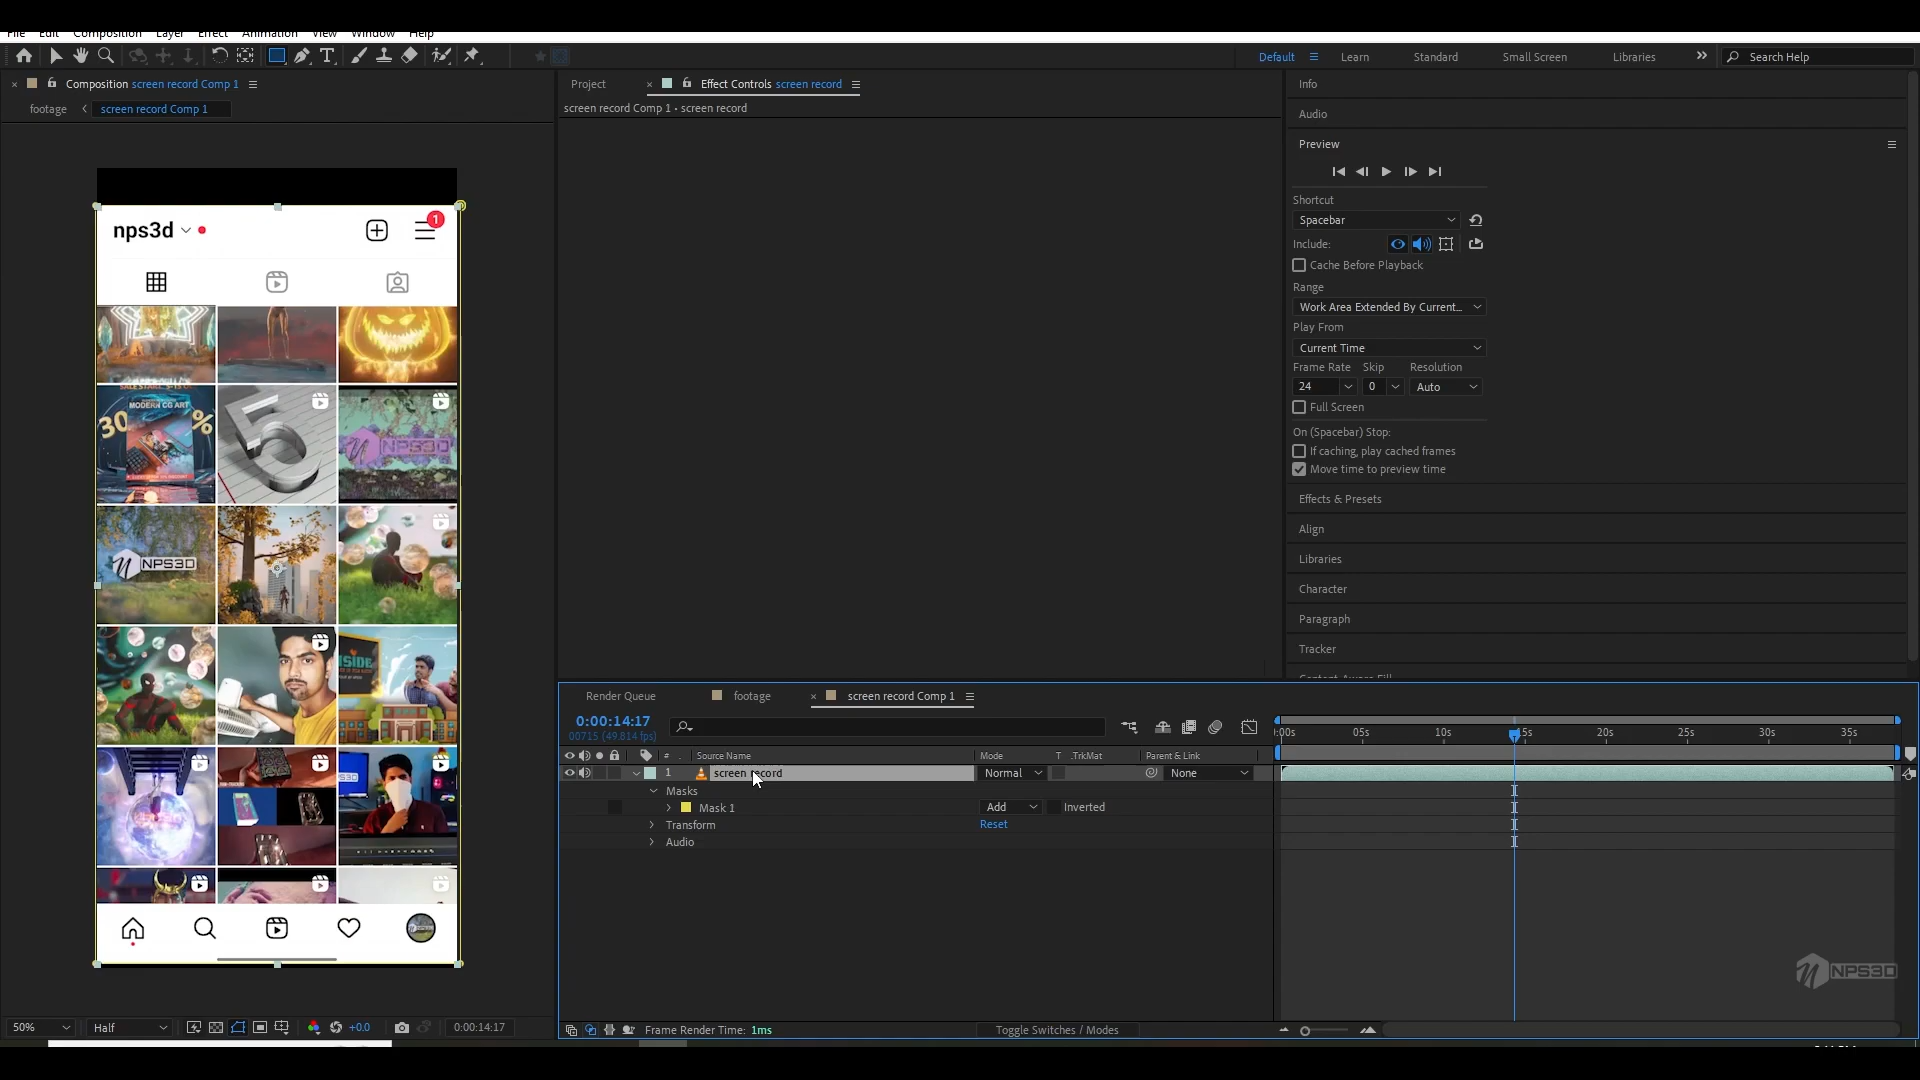 File Edit Composition Layer Effect Animation View Window Help
Default
Learn
Standard
Small Screen
Libraries
Search Help
Composition screen record Comp 1
footage
screen record Comp 1
Project
Effect Controls screen record
screen record Comp 1 • screen record
Info
Audio
Preview
Shortcut
Spacebar
Include:
Cache Before Playback
Range
Work Area Extended By Current...
Play From
Current Time
Frame Rate Skip Resolution
24 0 Auto
Full Screen
On (Spacebar) Stop:
If caching, play cached frames
Move time to preview time
Effects & Presets
Align
Libraries
Character
Paragraph
Tracker
nps3d
1
MODERN CG ART
30 %
5
NPS3D
NPS3D
50%
Half
+0.0
0:00:14:17
Render Queue
footage
screen record Comp 1
0:00:14:17
00715 (49.814 fps)
# Source Name Mode T .TrkMat Parent & Link
1 screen record Normal None
Masks
Mask 1 Add Inverted
Transform Reset
Audio
:00s 05s 10s 15s 20s 25s 30s 35s
Frame Render Time: 1ms
Toggle Switches / Modes
NPS3D